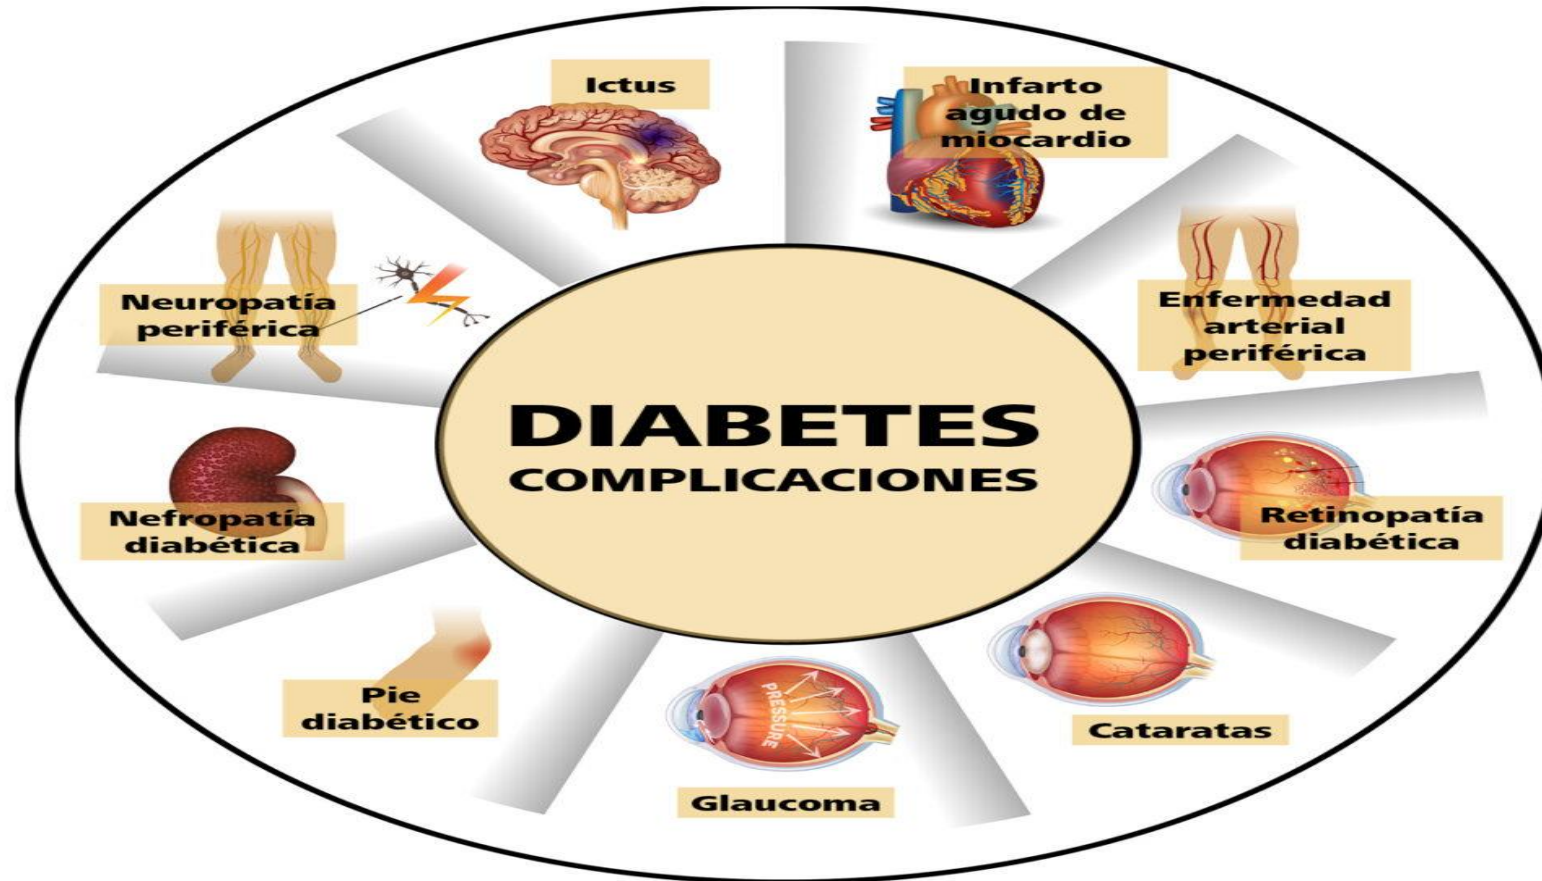 Ictus
Infarto
agudo de
miocardio
Neuropatía
periférica
Enfermedad
arterial
periférica
DIABETES
COMPLICACIONES
Nefropatía
diabética
Retinopatía
diabética
Pie
diabético
PRESSURE
Cataratas
Glaucoma